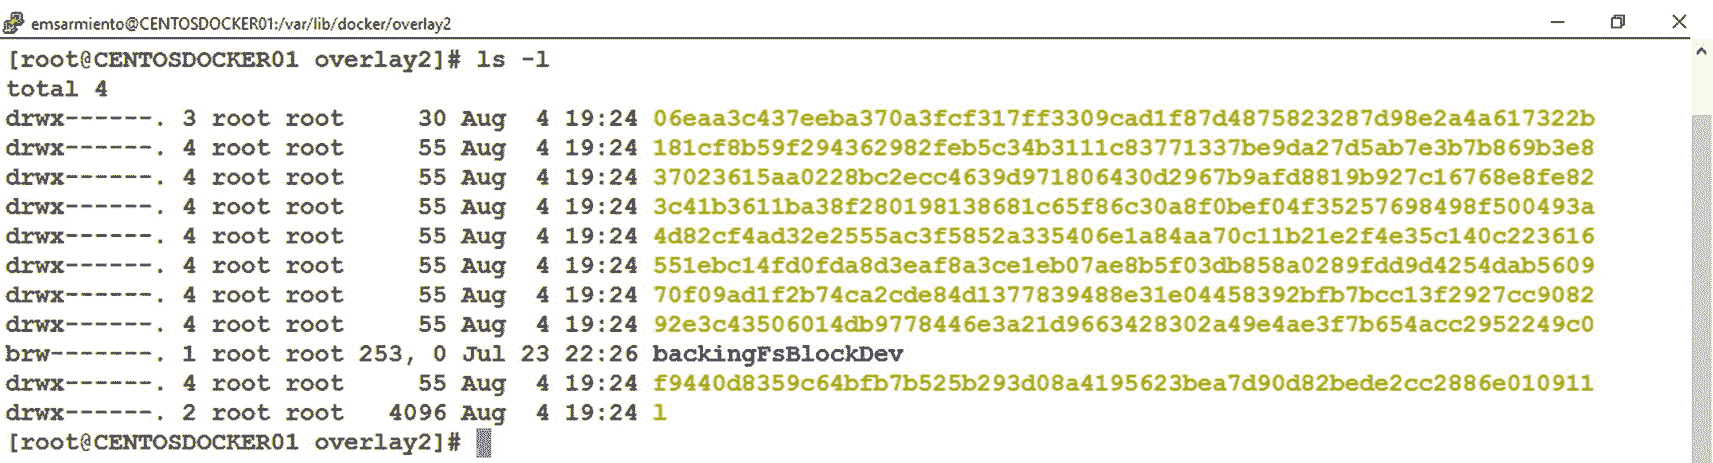 emsarmiento@CENTOSDOCKER01:/var/lib/docker/overlay2
[root@CENTOSDOCKER01 overlay2]# ls -l
total 4
drwx------. 3 root root     30 Aug  4 19:24 06eaa3c437eeba370a3fcf317ff3309cad1f87d4875823287d98e2a4a617322b
drwx------. 4 root root     55 Aug  4 19:24 181cf8b59f294362982feb5c34b3111c83771337be9da27d5ab7e3b7b869b3e8
drwx------. 4 root root     55 Aug  4 19:24 37023615aa0228bc2ecc4639d971806430d2967b9afd8819b927c16768e8fe82
drwx------. 4 root root     55 Aug  4 19:24 3c41b3611ba38f280198138681c65f86c30a8f0bef04f35257698498f500493a
drwx------. 4 root root     55 Aug  4 19:24 4d82cf4ad32e2555ac3f5852a335406e1a84aa70c11b21e2f4e35c140c223616
drwx------. 4 root root     55 Aug  4 19:24 551ebc14fd0fda8d3eaf8a3ce1eb07ae8b5f03db858a0289fdd9d4254dab5609
drwx------. 4 root root     55 Aug  4 19:24 70f09ad1f2b74ca2cde84d1377839488e31e04458392bfb7bcc13f2927cc9082
drwx------. 4 root root     55 Aug  4 19:24 92e3c43506014db9778446e3a21d9663428302a49e4ae3f7b654acc2952249c0
brw-------. 1 root root 253, 0 Jul 23 22:26 backingFsBlockDev
drwx------. 4 root root     55 Aug  4 19:24 f9440d8359c64bfb7b525b293d08a4195623bea7d90d82bede2cc2886e010911
drwx------. 2 root root   4096 Aug  4 19:24 l
[root@CENTOSDOCKER01 overlay2]#